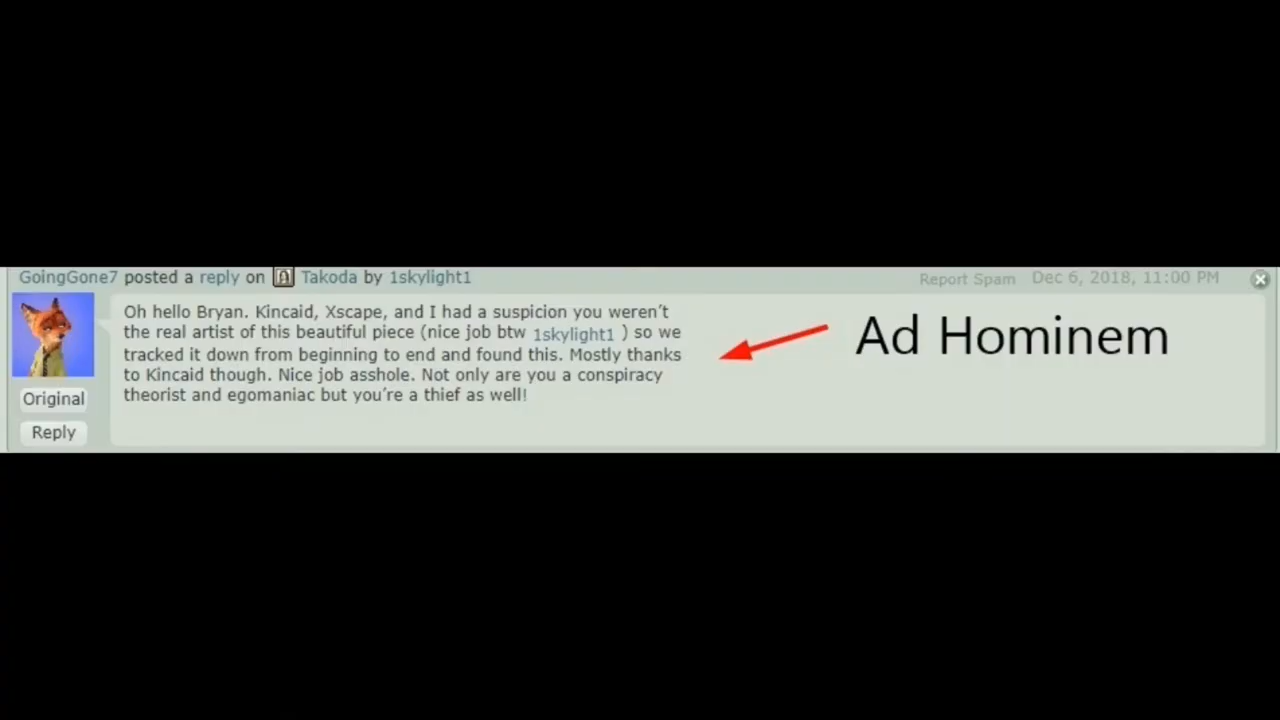 GoingGone7 posted a reply on Takoda by 1skylight1
Report Spam Dec 6, 2018, 11:00 PM
Oh hello Bryan. Kincaid, Xscape, and I had a suspicion you weren't
the real artist of this beautiful piece (nice job btw 1skylight1 ) so we
tracked it down from beginning to end and found this. Mostly thanks
to Kincaid though. Nice job asshole. Not only are you a conspiracy
theorist and egomaniac but you're a thief as well!
Original
Reply
Ad Hominem